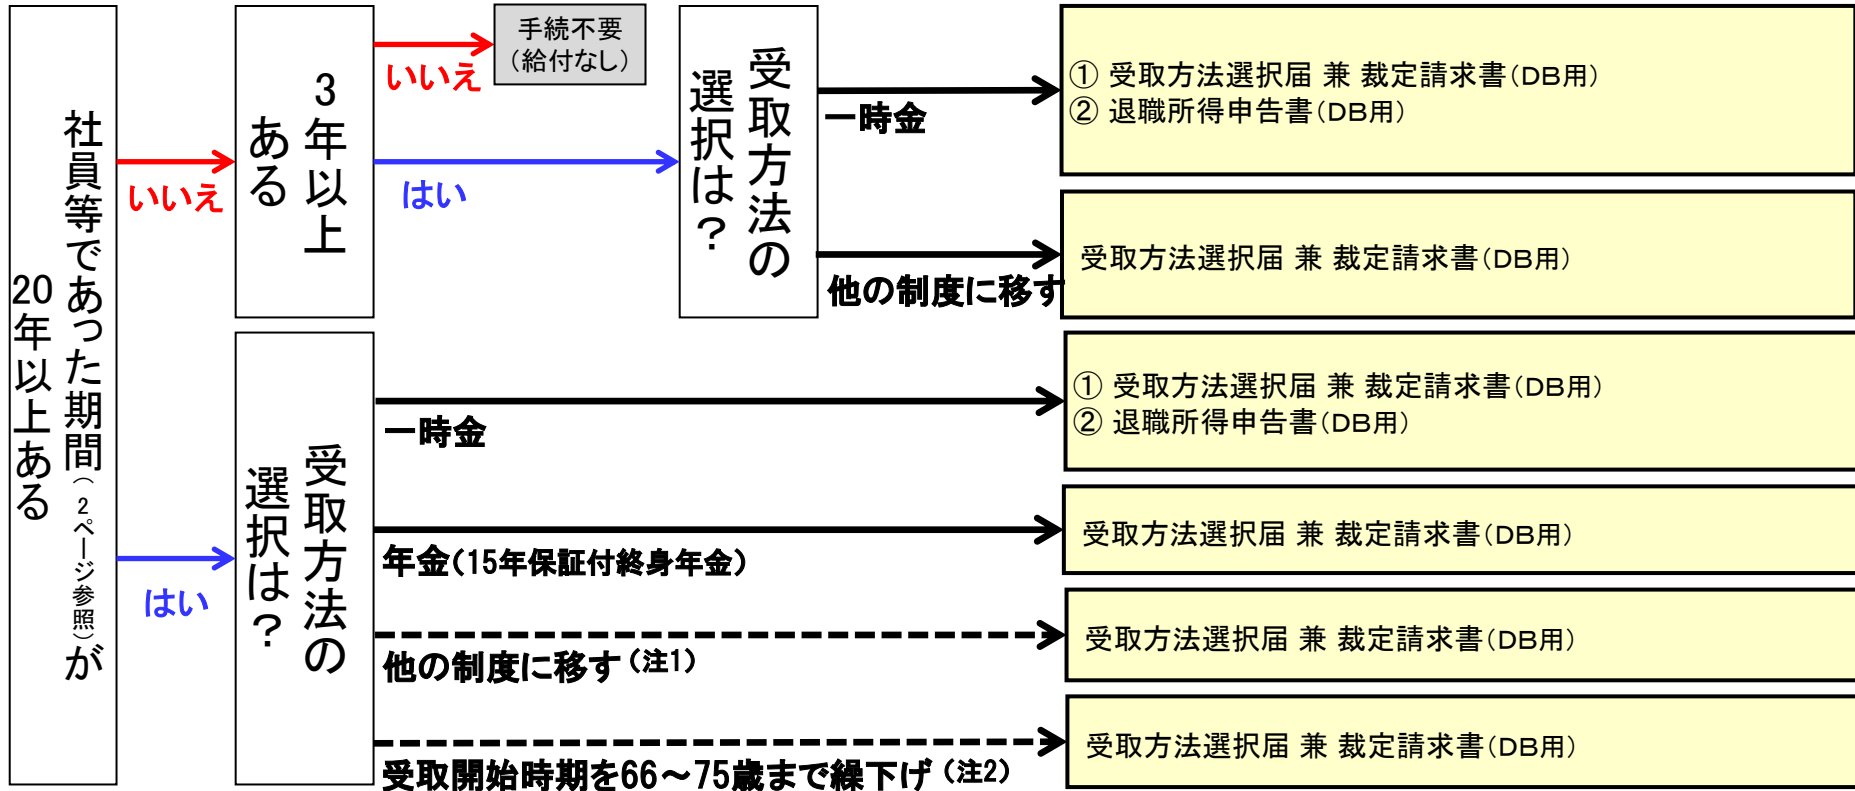 社員等であった期間（2ページ参照）が
20年以上ある
いいえ
はい
3年以上
ある
いいえ
手続不要
（給付なし）
はい
受取方法の
選択は？
一時金
① 受取方法選択届 兼 裁定請求書（DB用）
② 退職所得申告書（DB用）
他の制度に移す
受取方法選択届 兼 裁定請求書（DB用）
受取方法の
選択は？
一時金
① 受取方法選択届 兼 裁定請求書（DB用）
② 退職所得申告書（DB用）
年金（15年保証付終身年金）
受取方法選択届 兼 裁定請求書（DB用）
他の制度に移す（注1）
受取方法選択届 兼 裁定請求書（DB用）
受取開始時期を66～75歳まで繰下げ（注2）
受取方法選択届 兼 裁定請求書（DB用）